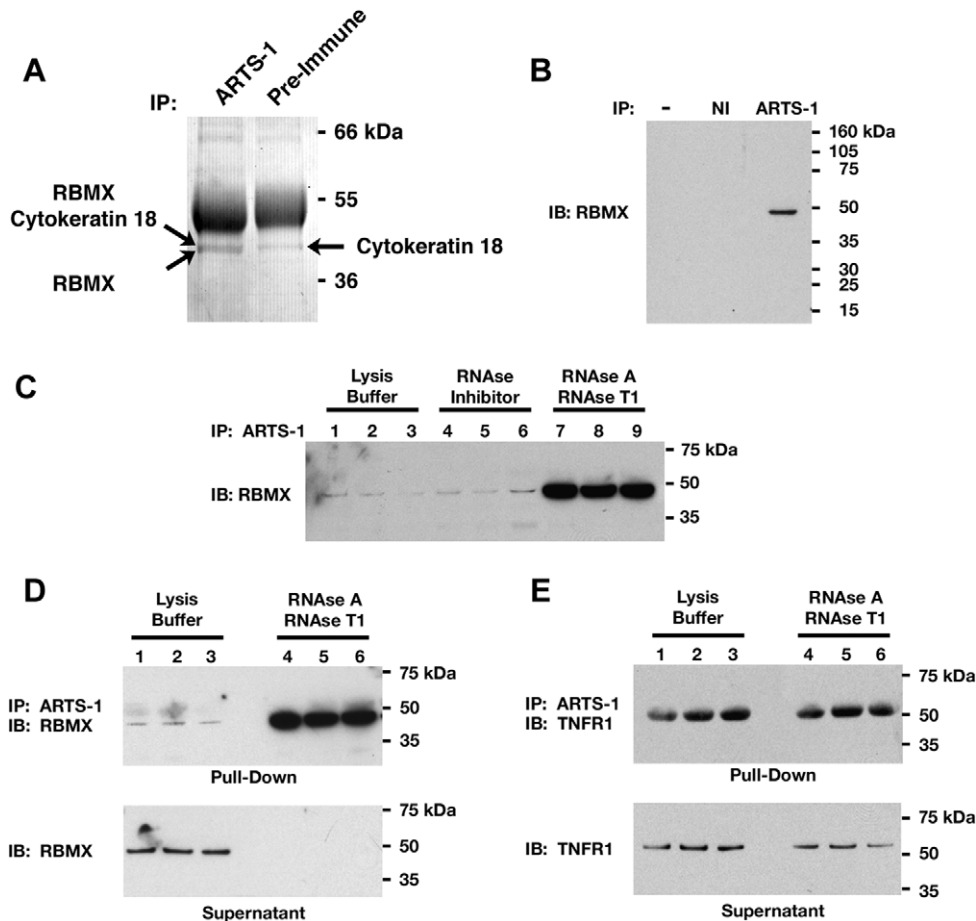 A
IP: ARTS-1 Pre-Immune
- 66 kDa
RBMX
Cytokeratin 18
- 55
Cytokeratin 18
RBMX
- 36
B
IP: - NI ARTS-1
- 160 kDa
- 105
- 75
IB: RBMX
- 50
- 35
- 30
- 25
- 15
C
Lysis
Buffer
RNAse
Inhibitor
RNAse A
RNAse T1
IP: ARTS-1 1 2 3 4 5 6 7 8 9
- 75 kDa
IB: RBMX
- 50
- 35
D
Lysis
Buffer
RNAse A
RNAse T1
1 2 3 4 5 6
- 75 kDa
IP: ARTS-1
IB: RBMX
- 50
- 35
Pull-Down
- 75 kDa
IB: RBMX
- 50
- 35
Supernatant
E
Lysis
Buffer
RNAse A
RNAse T1
1 2 3 4 5 6
- 75 kDa
IP: ARTS-1
IB: TNFR1
- 50
- 35
Pull-Down
- 75 kDa
IB: TNFR1
- 50
- 35
Supernatant